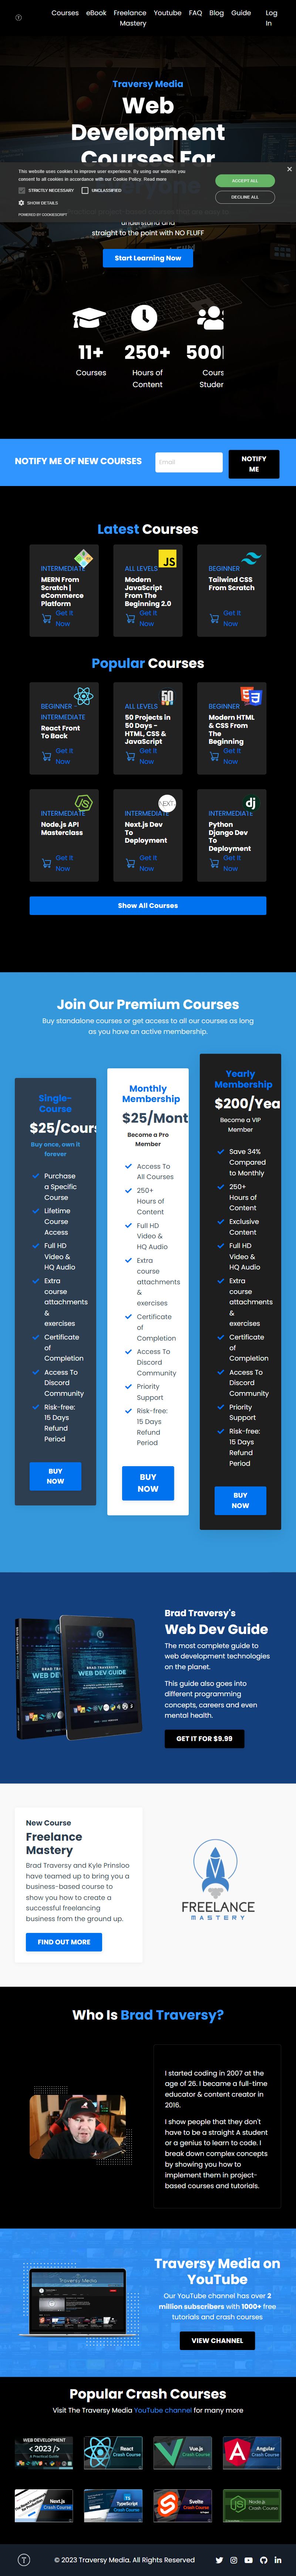 Courses eBook Freelance Mastery Youtube FAQ Blog Guide Log In
Traversy Media
Web
Development
Courses For
This website uses cookies to improve user experience. By using our website you
consent to all cookies in accordance with our Cookie Policy. Read more
STRICTLY NECESSARY UNCLASSIFIED
SHOW DETAILS
POWERED BY COOKIESCRIPT
ACCEPT ALL
DECLINE ALL
understand and
straight to the point with NO FLUFF
Start Learning Now
11+ 250+ 500
Courses
Hours of
Content
Cours
Studen
NOTIFY ME OF NEW COURSES
Email
NOTIFY
ME
Latest Courses
INTERMEDIATE
MERN From
Scratch |
eCommerce
Platform
Get It
Now
ALL LEVELS
Modern
JavaScript
From The
Beginning 2.0
Get It
Now
JS
BEGINNER
Tailwind CSS
From Scratch
Get It
Now
Popular Courses
BEGINNER
INTERMEDIATE
React Front
To Back
Get It
Now
50
ALL LEVELS
50 Projects in
50 Days -
HTML, CSS &
JavaScript
Get It
Now
BEGINNER
Modern HTML
& CSS From
The
Beginning
Get It
Now
INTERMEDIATE
Node.js API
Masterclass
Get It
Now
NEXT
INTERMEDIATE
Next.js Dev
To
Deployment
Get It
Now
dj
INTERMEDIATE
Python
Django Dev
To
Deployment
Get It
Now
Show All Courses
Join Our Premium Courses
Buy standalone courses or get access to all our courses as long
as you have an active membership.
Single-
Course
$25/Cours
Buy once, own it
forever
Purchase
a Specific
Course
Lifetime
Course
Access
Full HD
Video &
HQ Audio
Extra
course
attachments
&
exercises
Certificate
of
Completion
Access To
Discord
Community
Risk-free:
15 Days
Refund
Period
BUY
NOW
Monthly
Membership
$25/Mont
Become a Pro
Member
Access To
All Courses
250+
Hours of
Content
Full HD
Video &
HQ Audio
Extra
course
attachments
&
exercises
Certificate
of
Completion
Access To
Discord
Community
Priority
Support
Risk-free:
15 Days
Refund
Period
BUY
NOW
Yearly
Membership
$200/Yea
Become a VIP
Member
Save 34%
Compared
to Monthly
250+
Hours of
Content
Exclusive
Content
Full HD
Video &
HQ Audio
Extra
course
attachments
&
exercises
Certificate
of
Completion
Access To
Discord
Community
Priority
Support
Risk-free:
15 Days
Refund
Period
BUY
NOW
BRAD TRAVERSY'S
WEB DEV GUIDE
Brad Traversy's
Web Dev Guide
The most complete guide to
web development technologies
on the planet.
This guide also goes into
different programming
concepts, careers and even
mental health.
GET IT FOR $9.99
New Course
Freelance
Mastery
Brad Traversy and Kyle Prinsloo
have teamed up to bring you a
business-based course to
show you how to create a
successful freelancing
business from the ground up.
FIND OUT MORE
FREELANCE
MASTERY
Who Is Brad Traversy?
I started coding in 2007 at the
age of 26. I became a full-time
educator & content creator in
2016.
I show people that they don't
have to be a straight A student
or a genius to learn to code. I
break down complex concepts
by showing you how to
implement them in project-
based courses and tutorials.
Traversy Media
Traversy Media on
YouTube
Our YouTube channel has over 2
million subscribers with 1000+ free
tutorials and crash courses
VIEW CHANNEL
Popular Crash Courses
Visit The Traversy Media YouTube channel for many more
WEB DEVELOPMENT
< 2023 />
A Practical Guide
React
Crash Course
Vue.js
Crash Course
Angular
Crash Course
Next.js
Crash Course
TS
TypeScript
Crash Course
Svelte
Crash Course
Node.js
Crash Course
© 2023 Traversy Media. All Rights Reserved